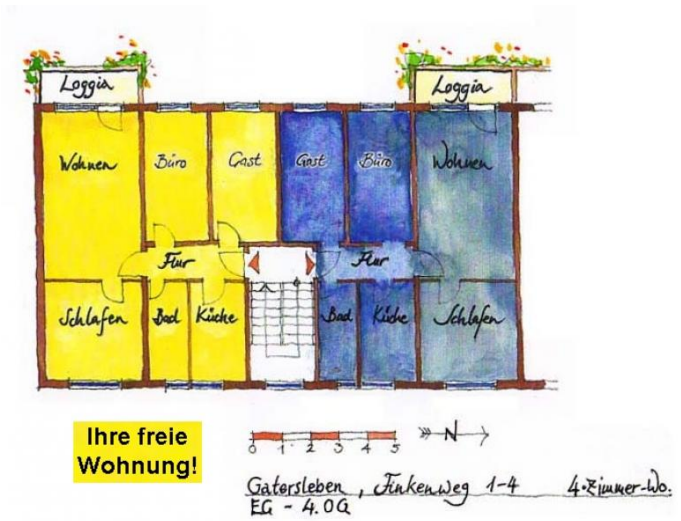 Loggia Loggia
Wohnen Büro Gast Gast Büro Wohnen
Flur Flur
Schlafen Bad Küche Bad Küche Schlafen
Ihre freie
Wohnung!
0 1 2 3 4 5
N
Gatersleben, Finkenweg 1-4 4-Zimmer-Wo.
EG - 4.OG